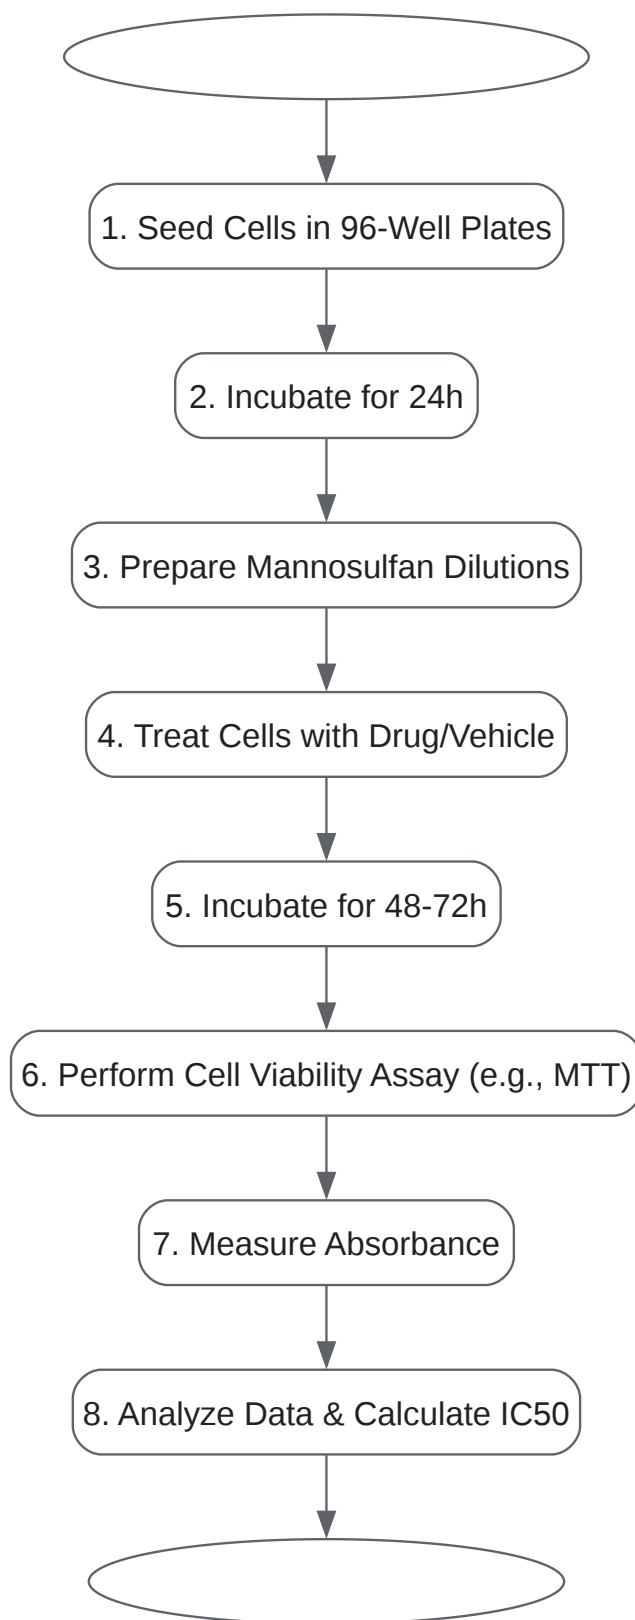 1. Seed Cells in 96-Well Plates
2. Incubate for 24h
3. Prepare Mannosulfan Dilutions
4. Treat Cells with Drug/Vehicle
5. Incubate for 48-72h
6. Perform Cell Viability Assay (e.g., MTT)
7. Measure Absorbance
8. Analyze Data & Calculate IC50